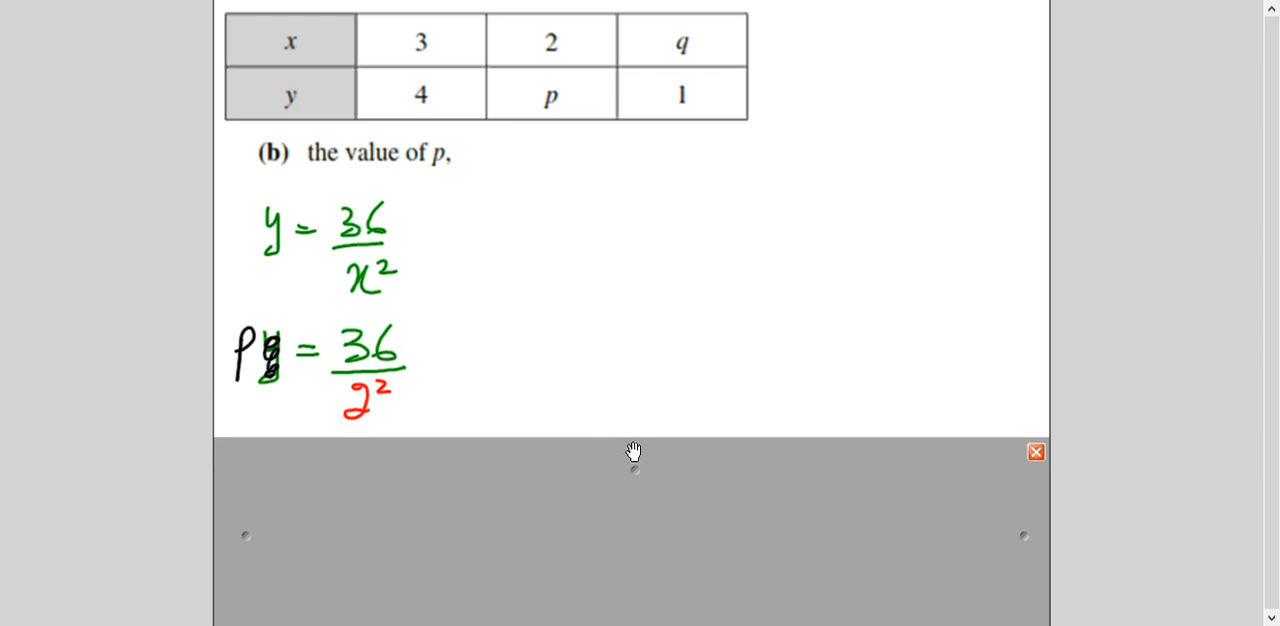 x 3 2 q
y 4 p 1
(b) the value of p,
y = 36
x²
p = 36
2²